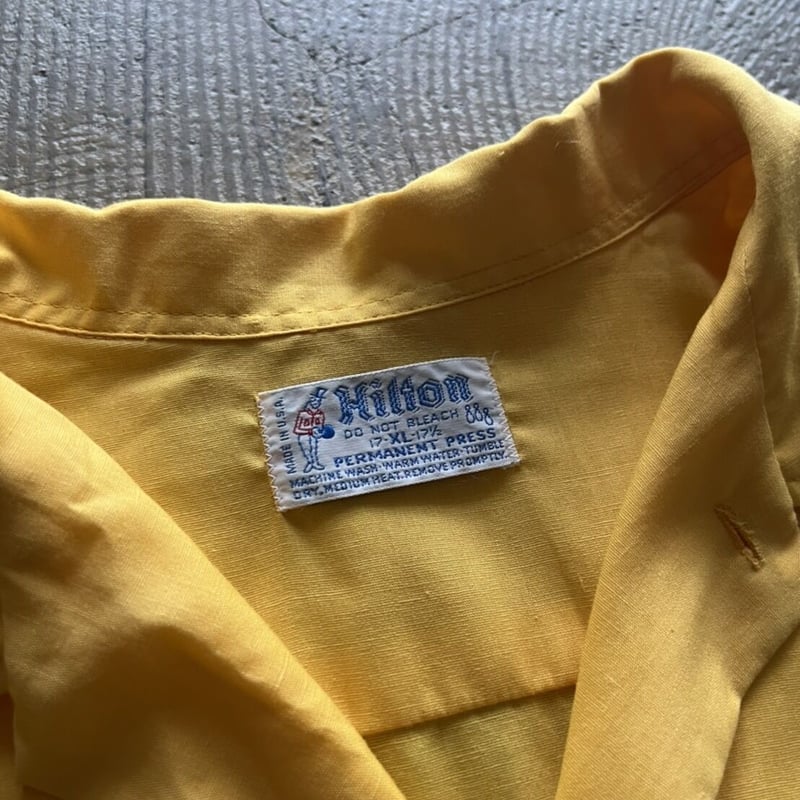 MADE IN U.S.A.
Hilton
DO NOT BLEACH
17-XL-17½
PERMANENT PRESS
MACHINE WASH-WARM WATER-TUMBLE
DRY, MEDIUM HEAT. REMOVE PROMPTLY.